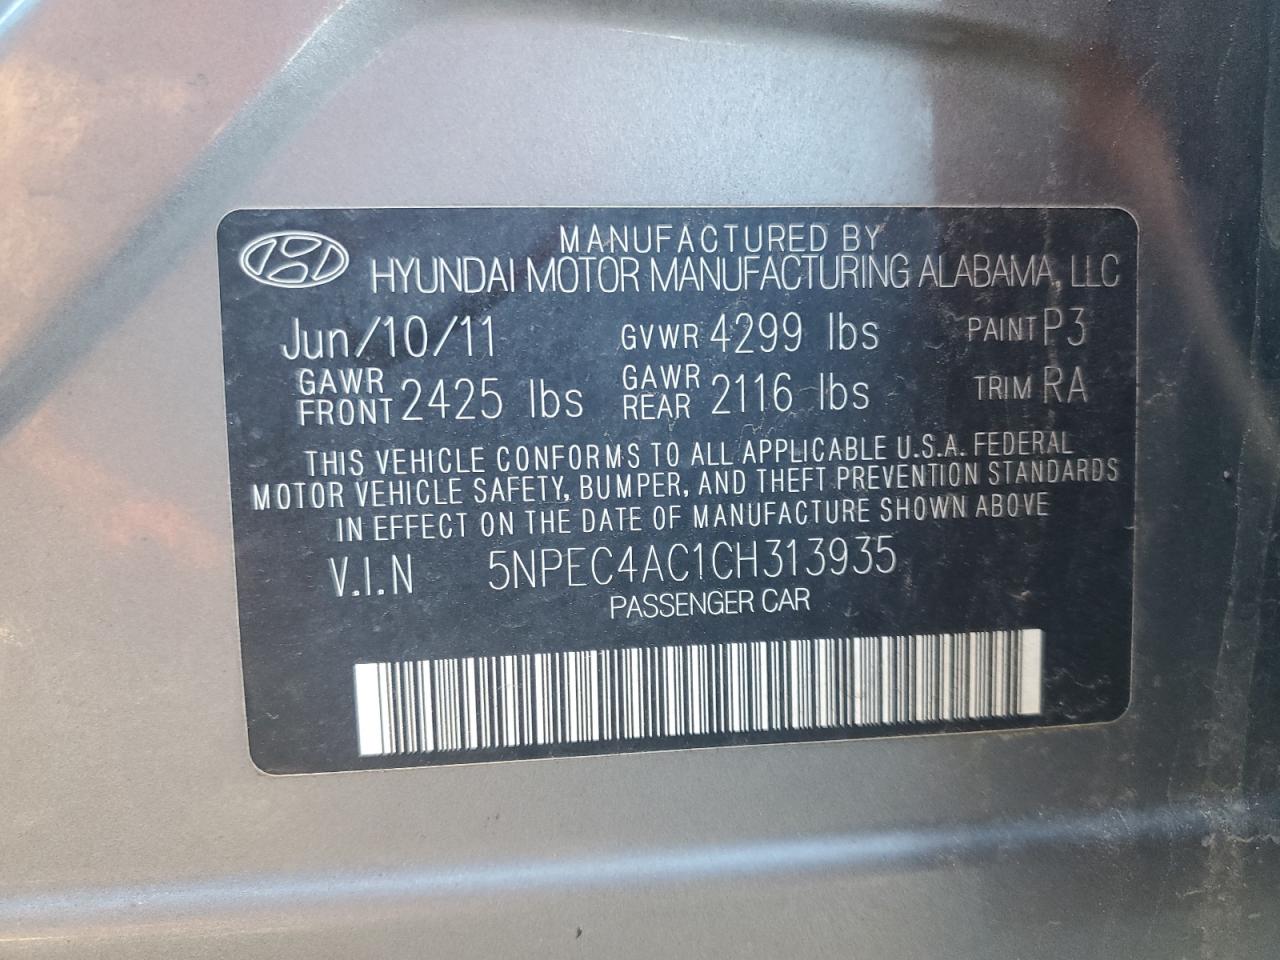 MANUFACTURED BY
HYUNDAI MOTOR MANUFACTURING ALABAMA, LLC
Jun/10/11 GVWR 4299 lbs PAINT P3
GAWR FRONT 2425 lbs GAWR REAR 2116 lbs TRIM RA
THIS VEHICLE CONFORMS TO ALL APPLICABLE U.S.A. FEDERAL
MOTOR VEHICLE SAFETY, BUMPER, AND THEFT PREVENTION STANDARDS
IN EFFECT ON THE DATE OF MANUFACTURE SHOWN ABOVE
V.I.N 5NPEC4AC1CH313935
PASSENGER CAR